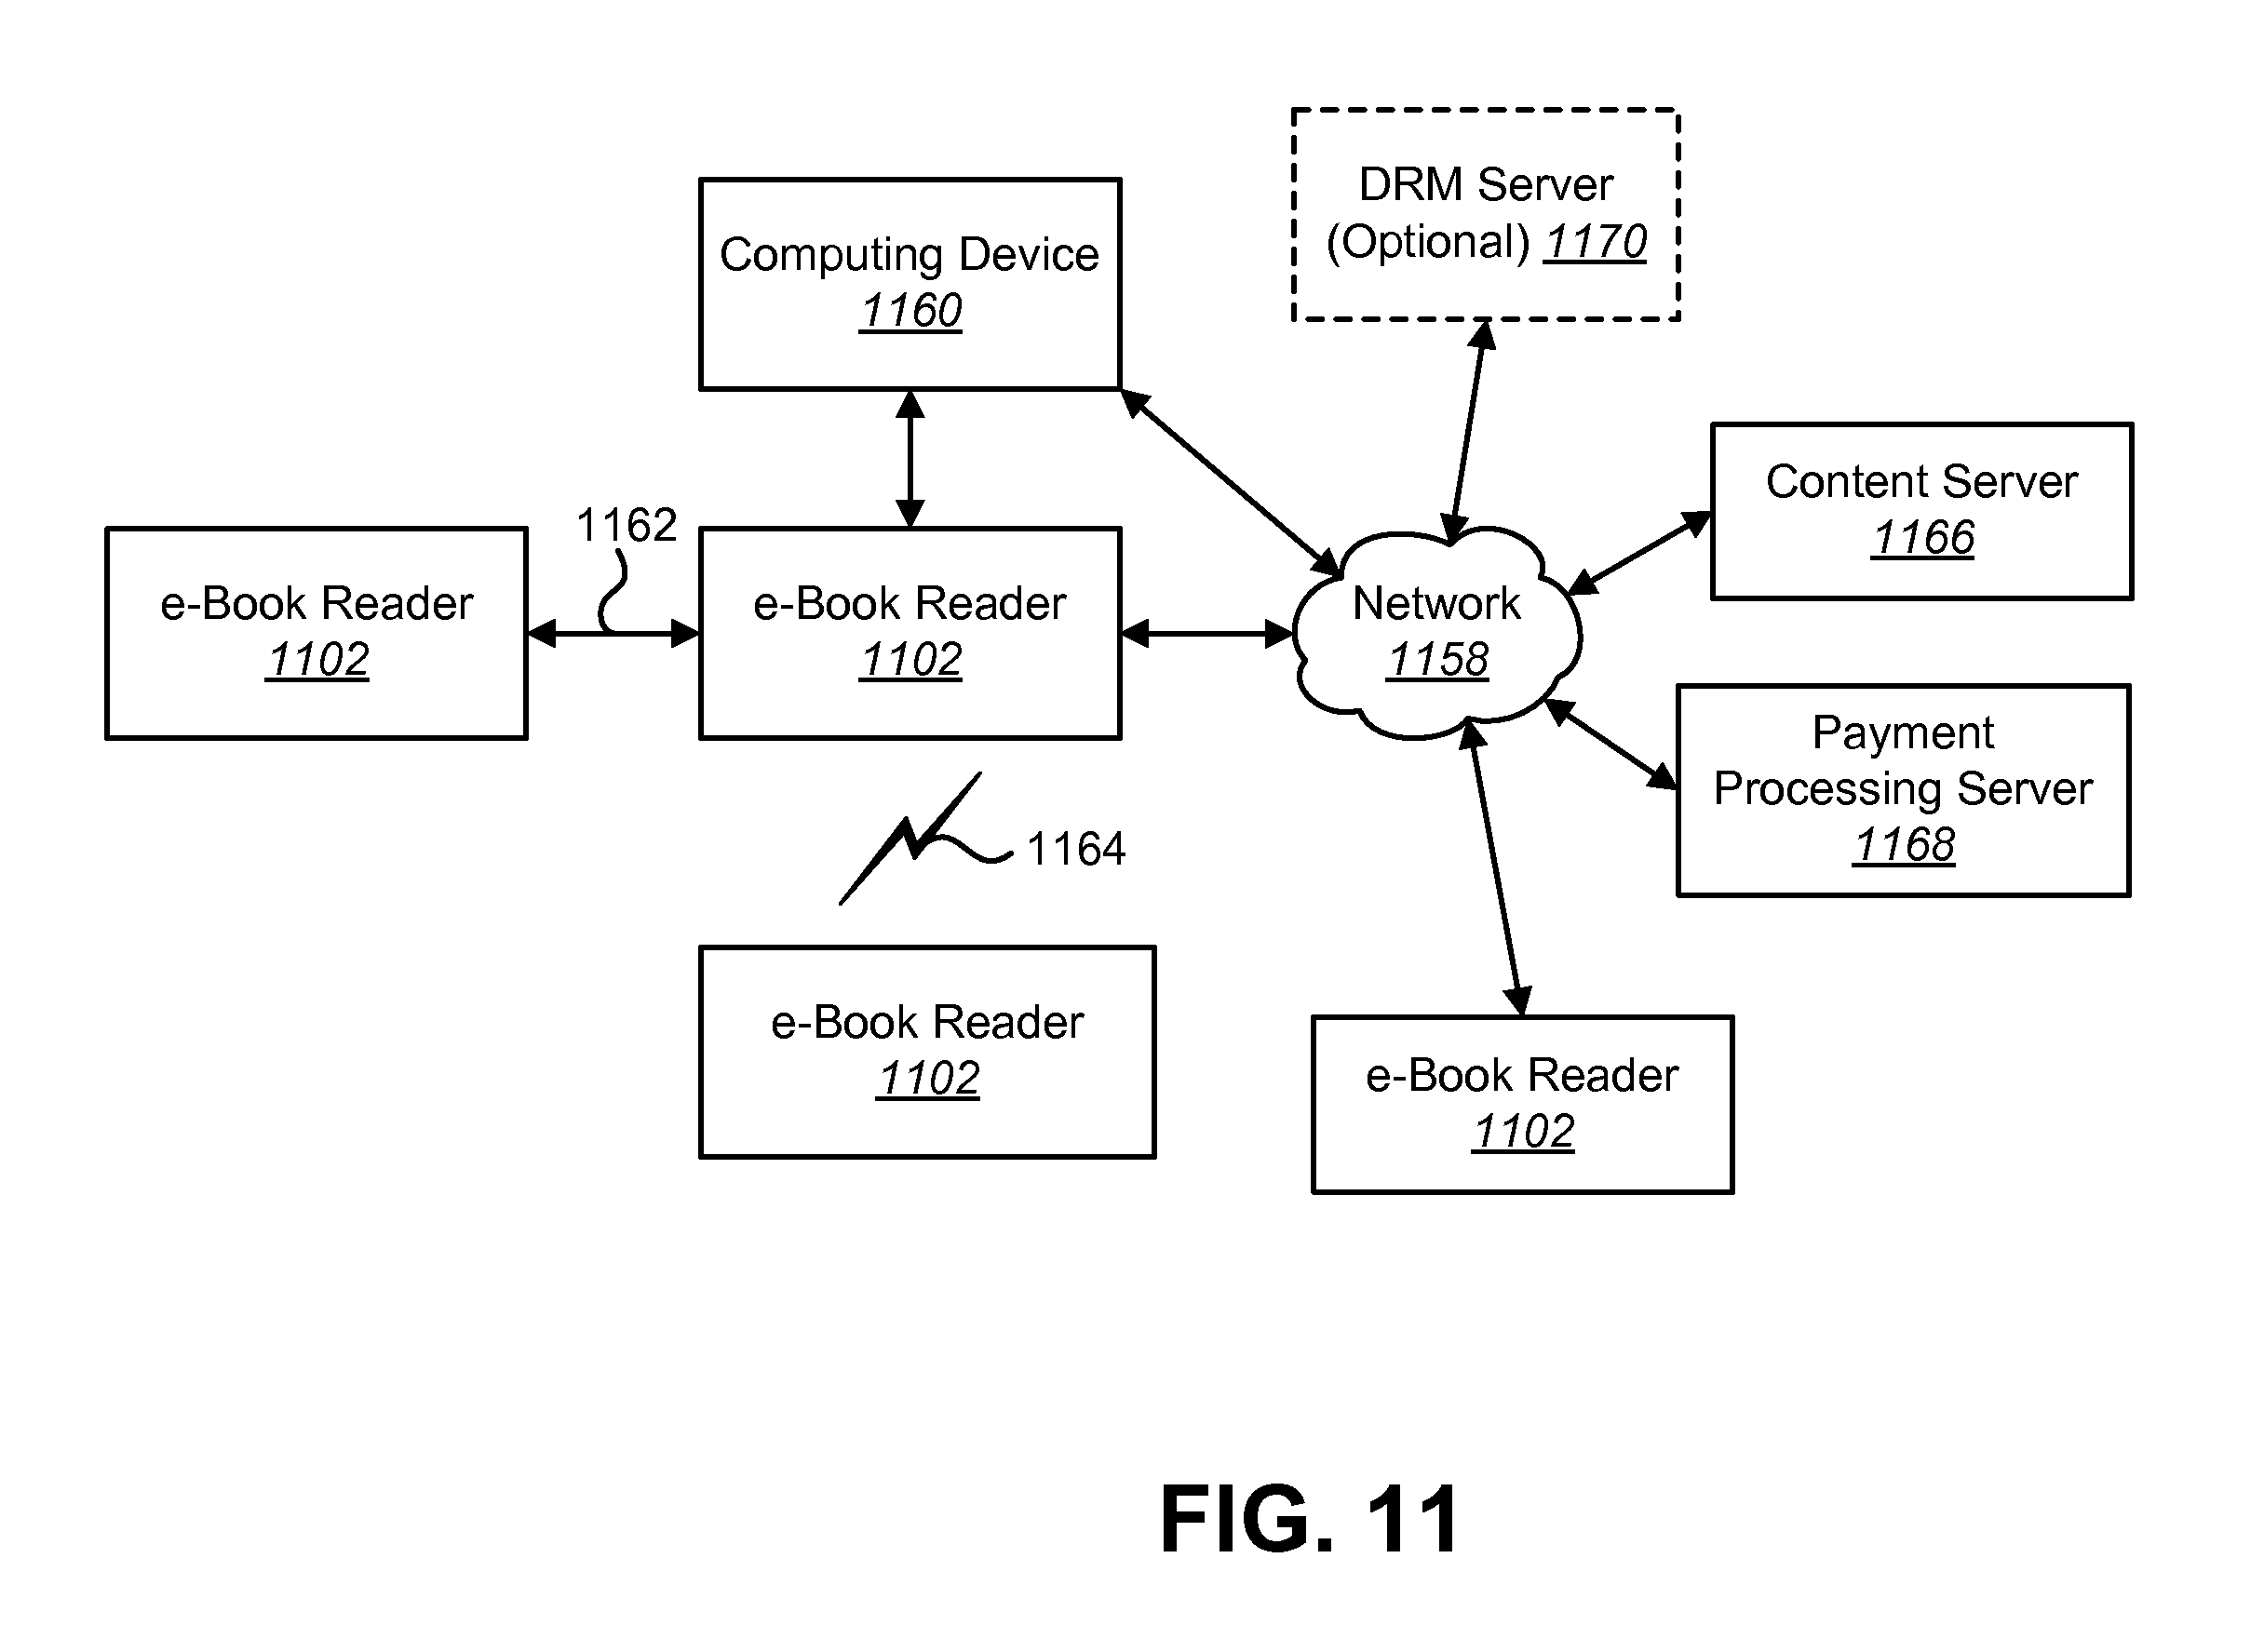 DRM Server
(Optional) 1170
Computing Device
1160
Content Server
1166
1162
e-Book Reader
1102
e-Book Reader
1102
Network
1158
Payment
Processing Server
1168
1164
e-Book Reader
1102
e-Book Reader
1102
FIG. 11